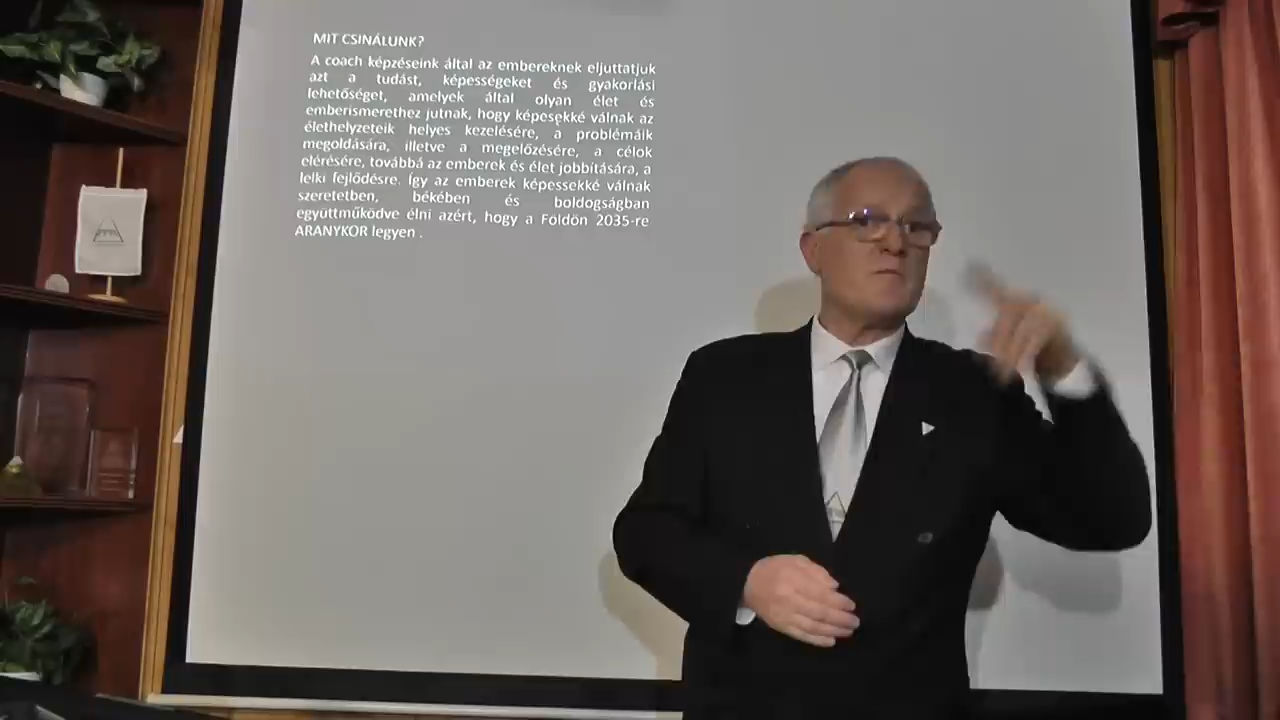 MIT CSINÁLUNK?
A coach képzéseink által az embereknek eljuttatjuk
azt a tudást, képességeket és gyakorlási
lehetőséget, amelyek által olyan élet és
emberismerethez jutnak, hogy képesekké válnak az
élethelyzeteik helyes kezelésére, a problémáik
megoldására, illetve a megelőzésére, a célok
elérésére, továbbá az emberek és élet jobbítására, a
lelki fejlődésre. Így az emberek képessekké válnak
szeretetben, békében és boldogságban
együttműködve élni azért, hogy a Földön 2035-re
ARANYKOR legyen .